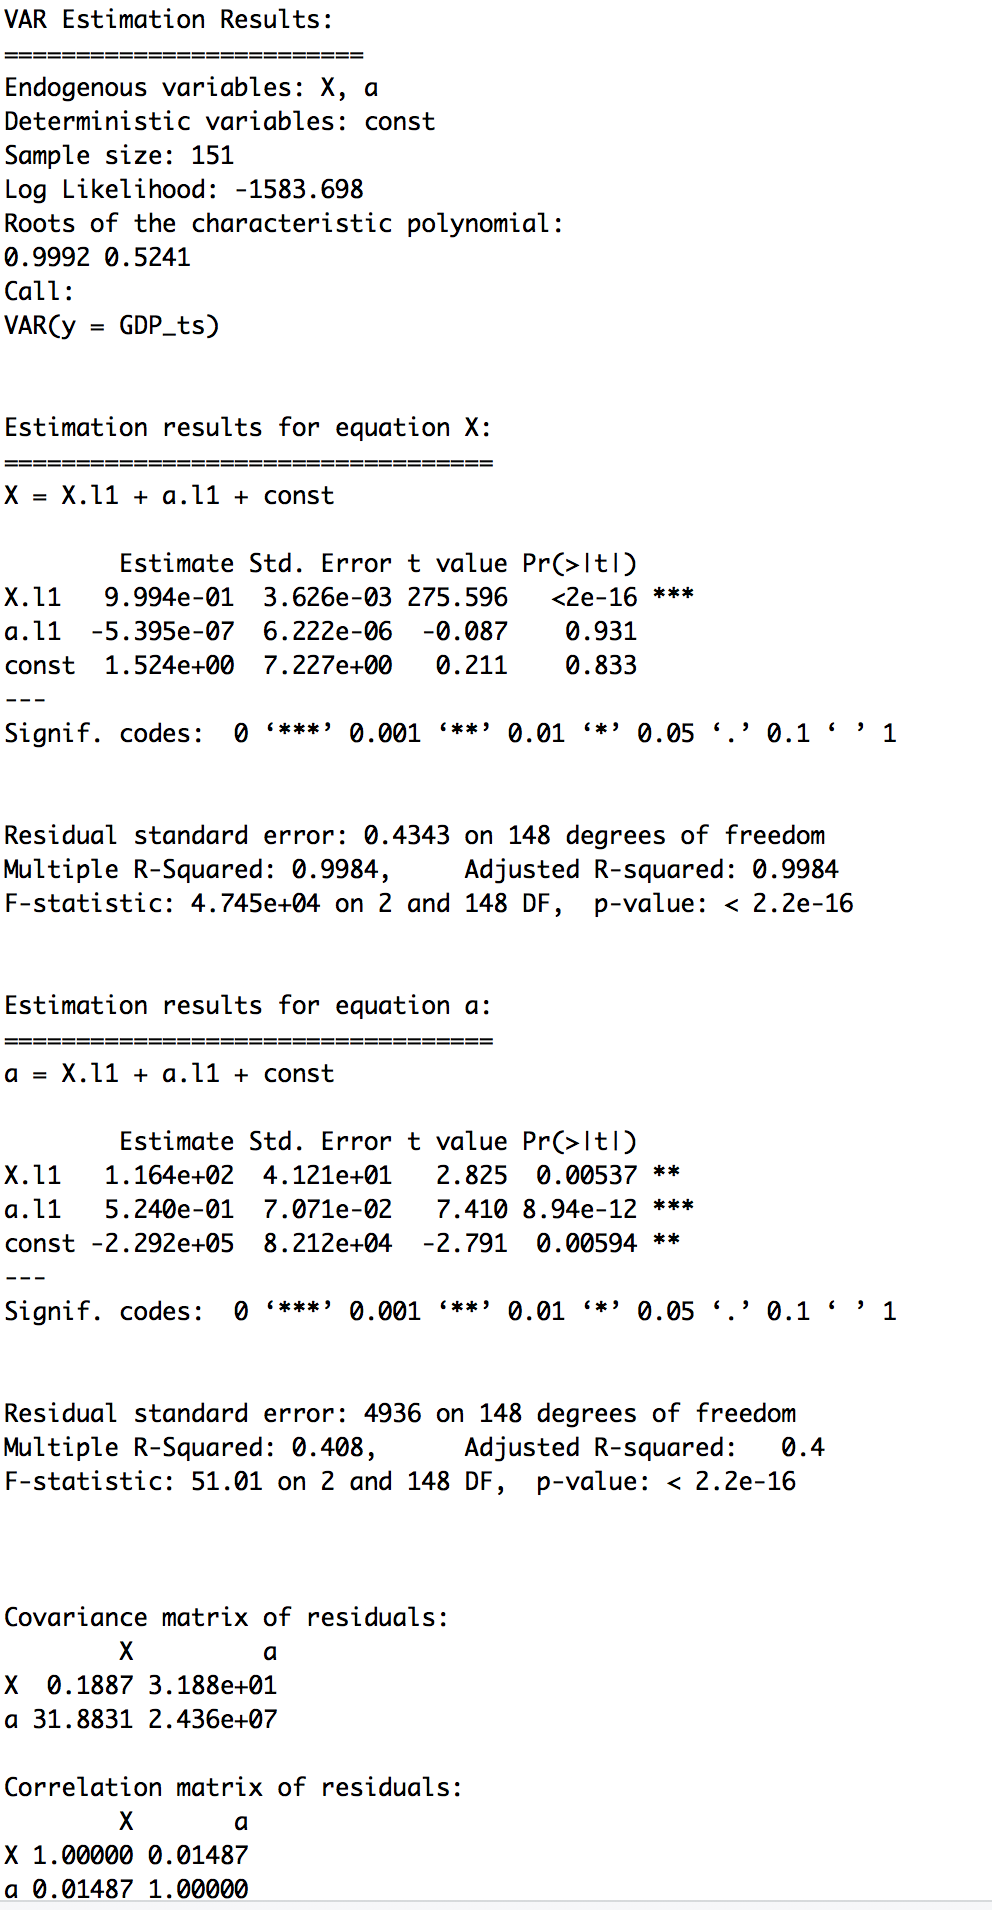 VAR Estimation Results:
=========================
Endogenous variables: X, a
Deterministic variables: const
Sample size: 151
Log Likelihood: -1583.698
Roots of the characteristic polynomial:
0.9992 0.5241
Call:
VAR(y = GDP_ts)
Estimation results for equation X:
==================================
X = X.l1 + a.l1 + const
        Estimate Std. Error t value Pr(>|t|)
X.l1   9.994e-01  3.626e-03 275.596   <2e-16 ***
a.l1  -5.395e-07  6.222e-06  -0.087    0.931
const  1.524e+00  7.227e+00   0.211    0.833
---
Signif. codes:  0 ‘***’ 0.001 ‘**’ 0.01 ‘*’ 0.05 ‘.’ 0.1 ‘ ’ 1
Residual standard error: 0.4343 on 148 degrees of freedom
Multiple R-Squared: 0.9984,     Adjusted R-squared: 0.9984
F-statistic: 4.745e+04 on 2 and 148 DF,  p-value: < 2.2e-16
Estimation results for equation a:
==================================
a = X.l1 + a.l1 + const
        Estimate Std. Error t value Pr(>|t|)
X.l1   1.164e+02  4.121e+01   2.825  0.00537 **
a.l1   5.240e-01  7.071e-02   7.410 8.94e-12 ***
const -2.292e+05  8.212e+04  -2.791  0.00594 **
---
Signif. codes:  0 ‘***’ 0.001 ‘**’ 0.01 ‘*’ 0.05 ‘.’ 0.1 ‘ ’ 1
Residual standard error: 4936 on 148 degrees of freedom
Multiple R-Squared: 0.408,      Adjusted R-squared:   0.4
F-statistic: 51.01 on 2 and 148 DF,  p-value: < 2.2e-16
Covariance matrix of residuals:
        X         a
X  0.1887 3.188e+01
a 31.8831 2.436e+07
Correlation matrix of residuals:
        X       a
X 1.00000 0.01487
a 0.01487 1.00000